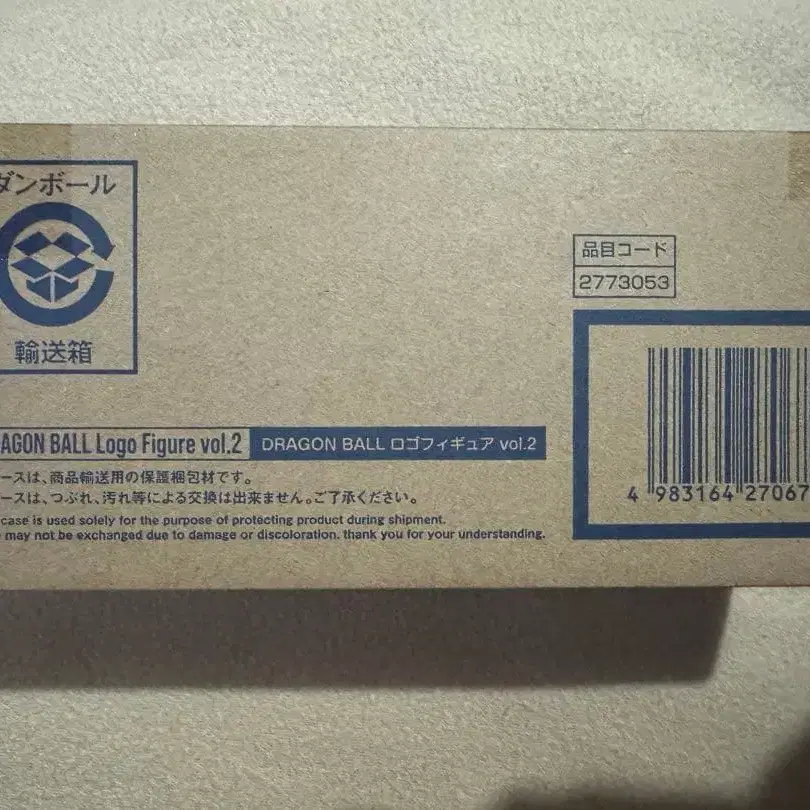 ダンボール
輸送箱
品目コード
2773053
AGON BALL Logo Figure vol.2
DRAGON BALL ロゴフィギュア vol.2
ースは、商品輸送用の保護梱包材です。
ースは、つぶれ、汚れ等による交換は出来ません。ご了承ください。
case is used solely for the purpose of protecting product during shipment.
may not be exchanged due to damage or discoloration. thank you for your understanding.
4 983164 27067